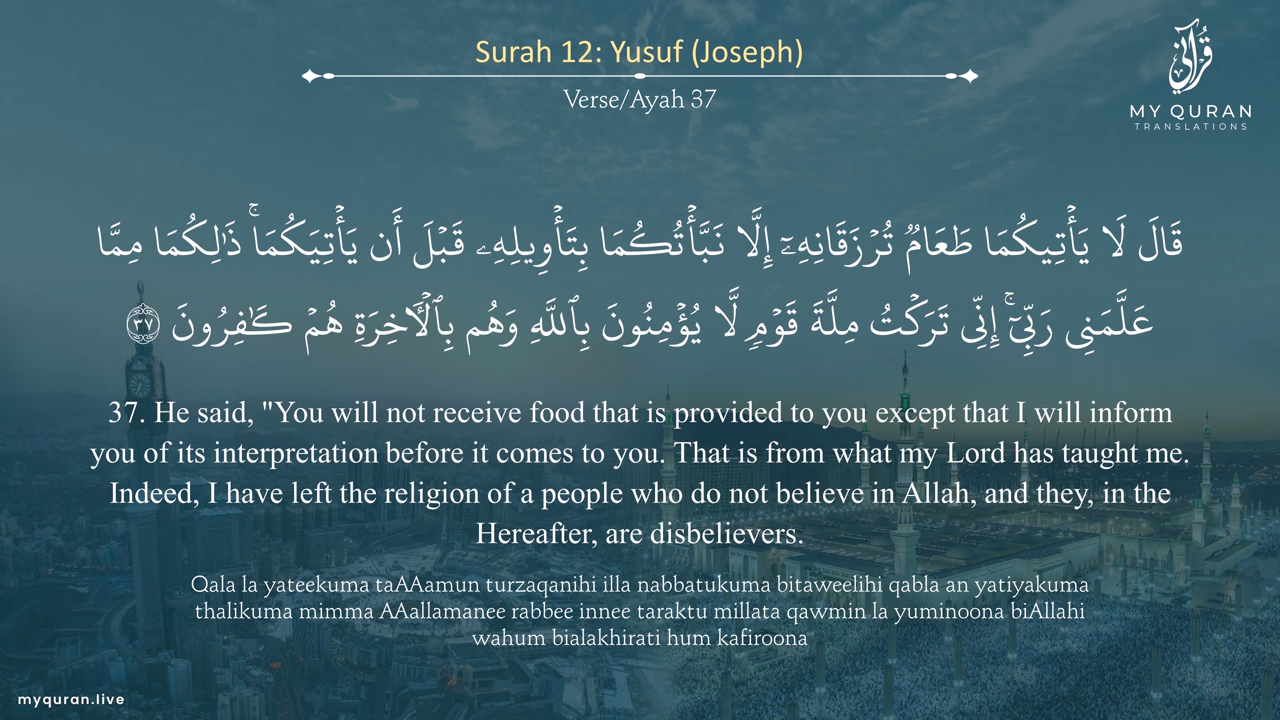 Surah 12: Yusuf (Joseph)
Verse/Ayah 37
قرآني
MY QURAN
TRANSLATIONS
قَالَ لَا يَأۡتِيكُمَا طَعَامٞ تُرۡزَقَانِهِۦٓ إِلَّا نَبَّأۡتُكُمَا بِتَأۡوِيلِهِۦ قَبۡلَ أَن يَأۡتِيَكُمَاۚ ذَٰلِكُمَا مِمَّا
عَلَّمَنِي رَبِّيٓۚ إِنِّي تَرَكۡتُ مِلَّةَ قَوۡمٖ لَّا يُؤۡمِنُونَ بِٱللَّهِ وَهُم بِٱلۡأٓخِرَةِ هُمۡ كَٰفِرُونَ ٣٧
37. He said, "You will not receive food that is provided to you except that I will inform
you of its interpretation before it comes to you. That is from what my Lord has taught me.
Indeed, I have left the religion of a people who do not believe in Allah, and they, in the
Hereafter, are disbelievers.
Qala la yateekuma taAAamun turzaqanihi illa nabbatukuma bitaweelihi qabla an yatiyakuma
thalikuma mimma AAallamanee rabbee innee taraktu millata qawmin la yuminoona biAllahi
wahum bialakhirati hum kafiroona
myquran.live